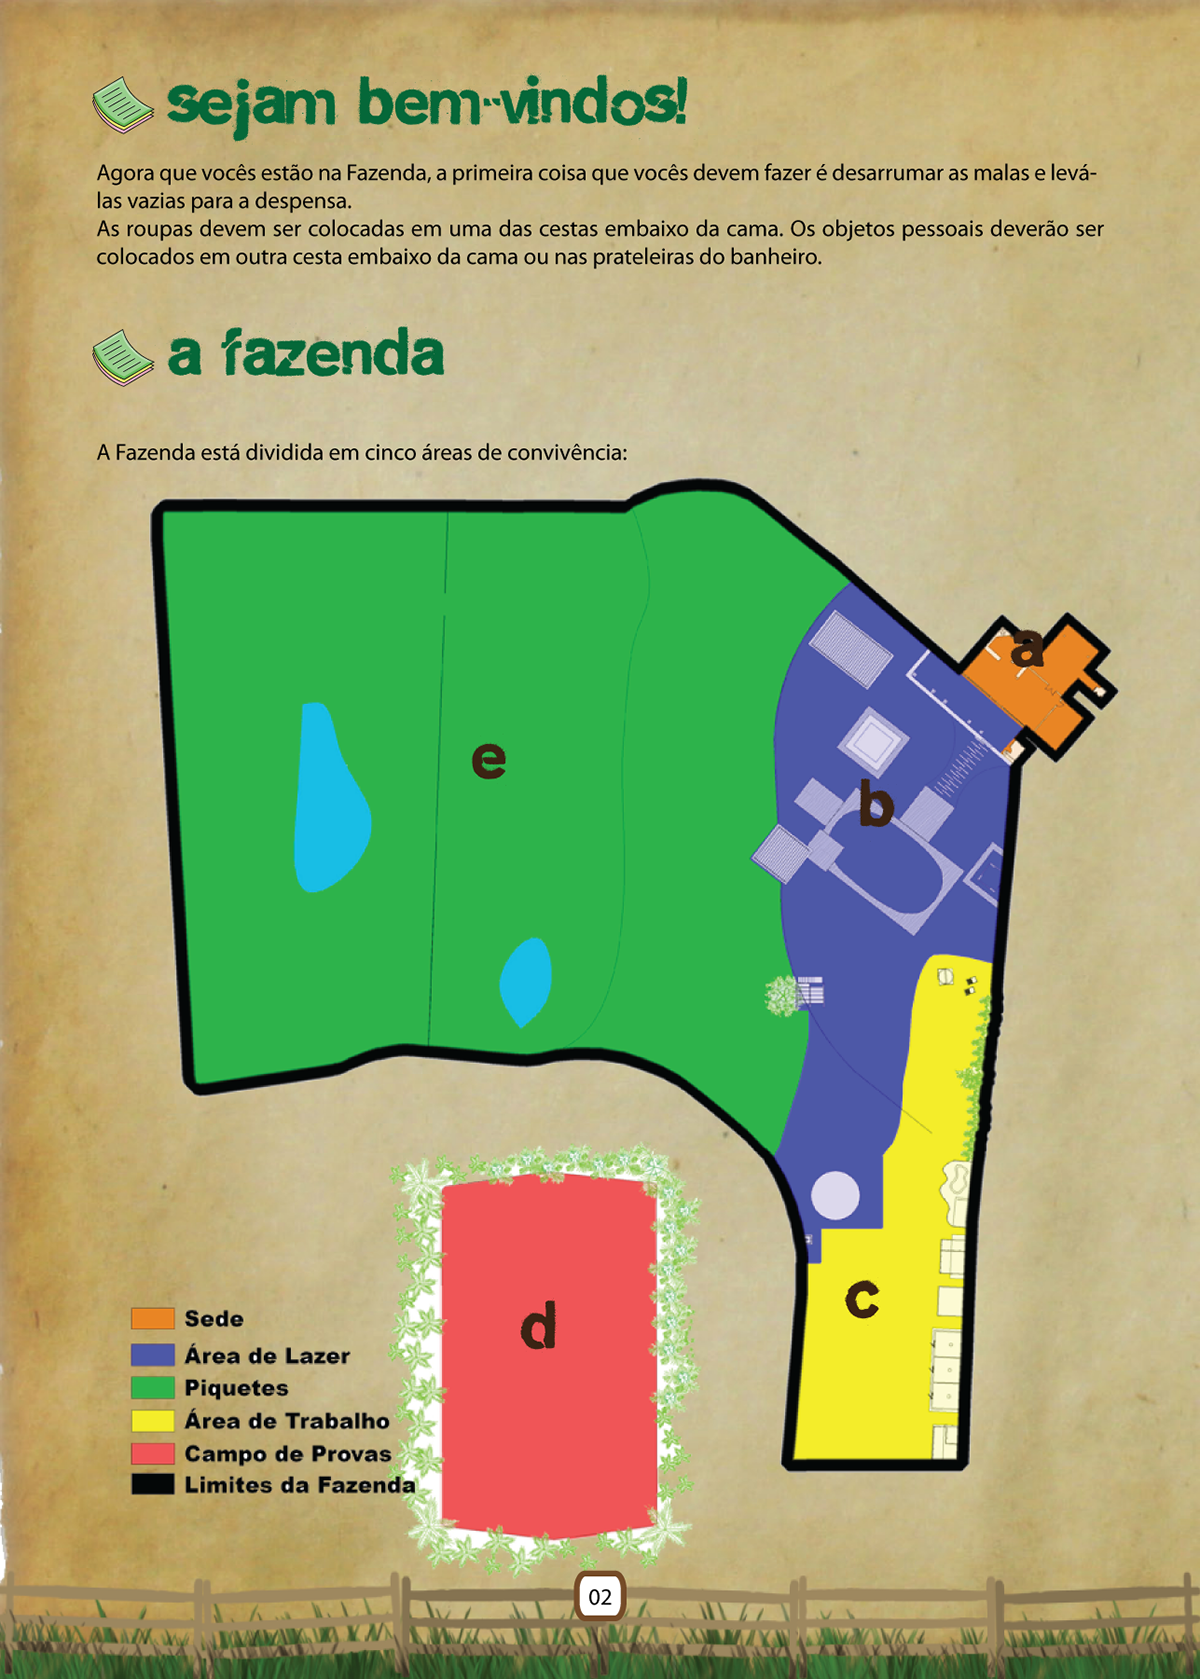 sejam bem-vindos!
Agora que vocês estão na Fazenda, a primeira coisa que vocês devem fazer é desarrumar as malas e levá-
las vazias para a despensa.
As roupas devem ser colocadas em uma das cestas embaixo da cama. Os objetos pessoais deverão ser
colocados em outra cesta embaixo da cama ou nas prateleiras do banheiro.
a fazenda
A Fazenda está dividida em cinco áreas de convivência:
a
e
b
c
d
Sede
Área de Lazer
Piquetes
Área de Trabalho
Campo de Provas
Limites da Fazenda
02